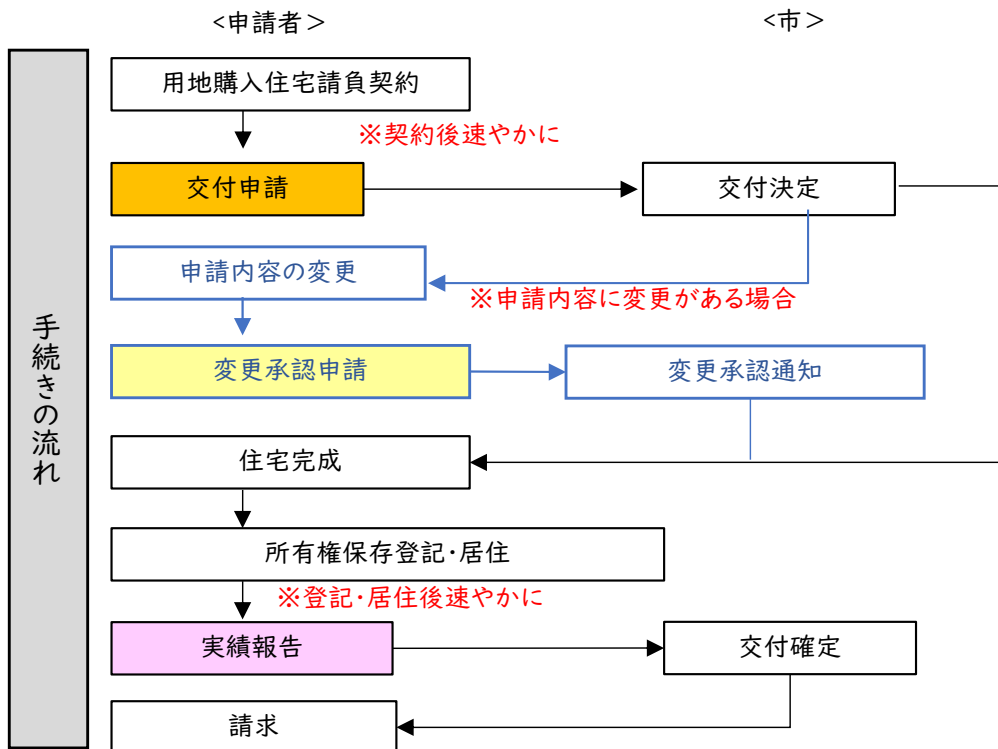 <申請者>
<市>
手続きの流れ
用地購入住宅請負契約
※契約後速やかに
交付申請
交付決定
申請内容の変更
※申請内容に変更がある場合
変更承認申請
変更承認通知
住宅完成
所有権保存登記・居住
※登記・居住後速やかに
実績報告
交付確定
請求